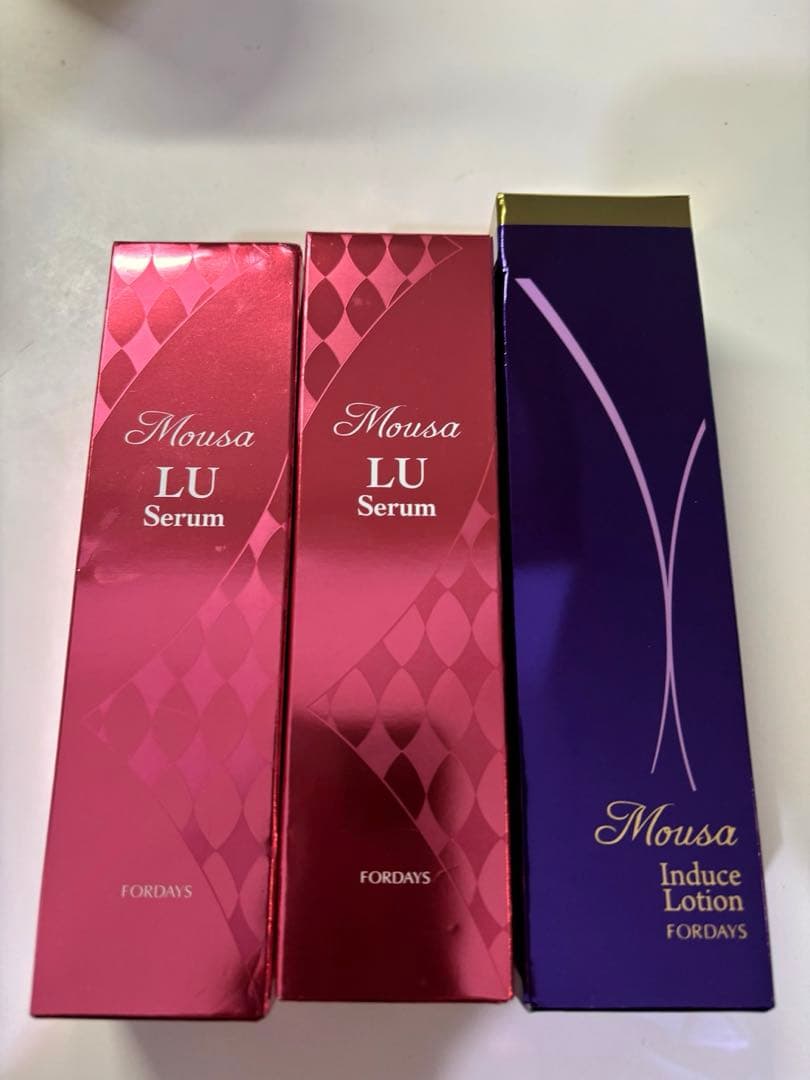 Mousa
LU
Serum
FORDAYS
Mousa
LU
Serum
FORDAYS
Mousa
Induce
Lotion
FORDAYS